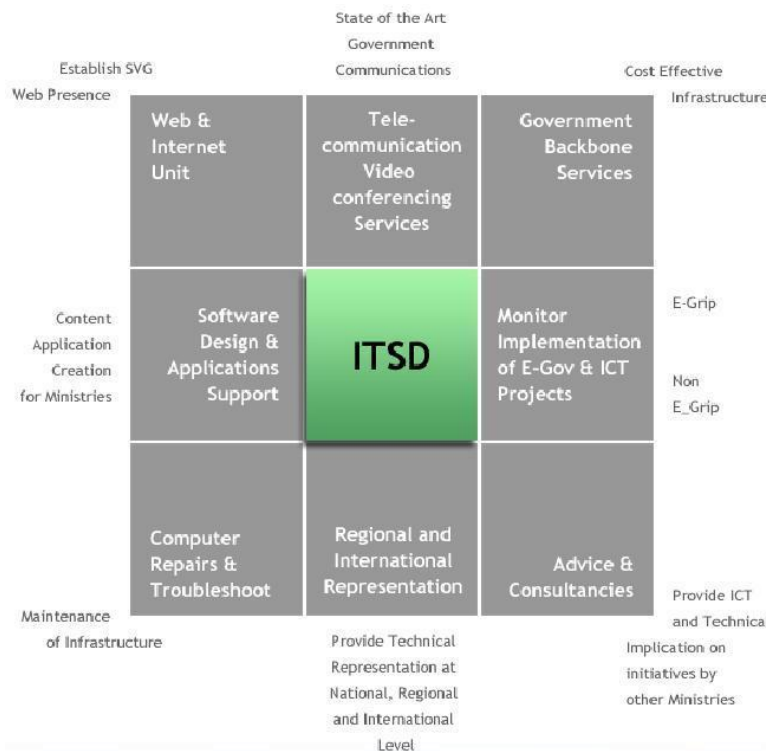 State of the Art
Government
Communications
Establish SVG
Web Presence
Cost Effective
Infrastructure
Web &
Internet
Unit
Tele-
communication
Video
conferencing
Services
Government
Backbone
Services
Content
Application
Creation
for Ministries
Software
Design &
Applications
Support
ITSD
Monitor
Implementation
of E-Gov & ICT
Projects
E-Grip
Non
E_Grip
Computer
Repairs &
Troubleshoot
Regional and
International
Representation
Advice &
Consultancies
Maintenance
of Infrastructure
Provide Technical
Representation at
National, Regional
and International
Level
Provide ICT
and Technical
Implication on
initiatives by
other Ministries